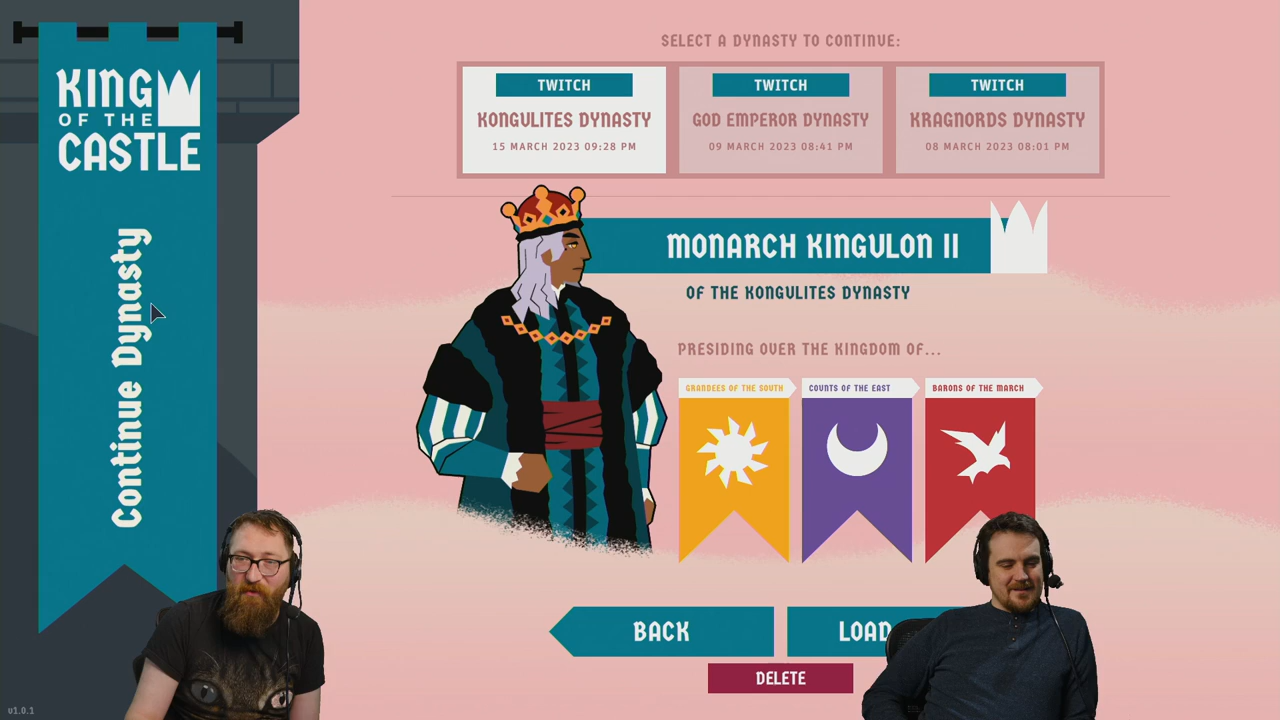 KING
OF THE
CASTLE
Continue Dynasty
SELECT A DYNASTY TO CONTINUE:
TWITCH
KONGULITES DYNASTY
15 MARCH 2023 09:28 PM
TWITCH
GOD EMPEROR DYNASTY
09 MARCH 2023 08:41 PM
TWITCH
KRAGNORDS DYNASTY
08 MARCH 2023 08:01 PM
MONARCH KINGULON II
OF THE KONGULITES DYNASTY
PRESIDING OVER THE KINGDOM OF...
GRANDEES OF THE SOUTH
COUNTS OF THE EAST
BARONS OF THE MARCH
BACK
LOAD
DELETE
v1.0.1